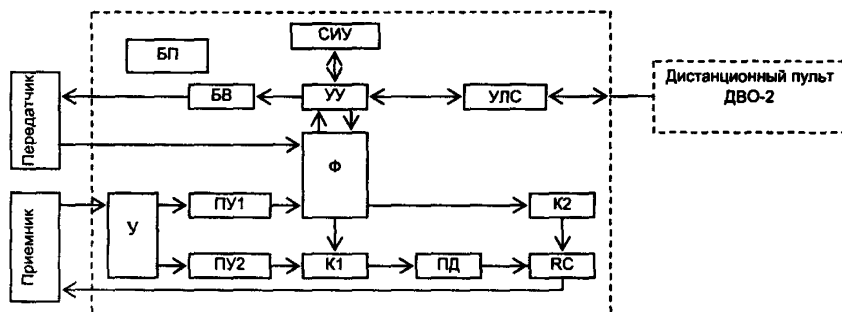 СИУ
БП
Передатчик
БВ
УУ
УЛС
Дистанционный пульт
ДВО-2
Ф
Приемник
У
ПУ1
К2
ПУ2
К1
ПД
RC